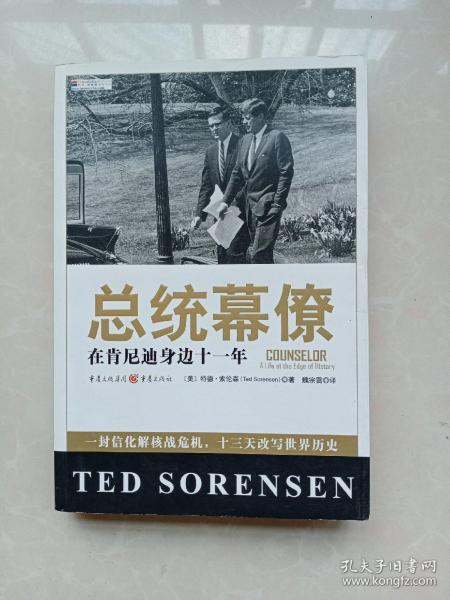 总统幕僚
在肯尼迪身边十一年
COUNSELOR
A Life at the Edge of History
重庆出版集团 重庆出版社
〔美〕特德·索伦森(Ted Sorensen)◎著 魏宗雷◎译
一封信化解核战危机，十三天改写世界历史
TED SORENSEN
孔夫子旧书网
www.kongfz.com